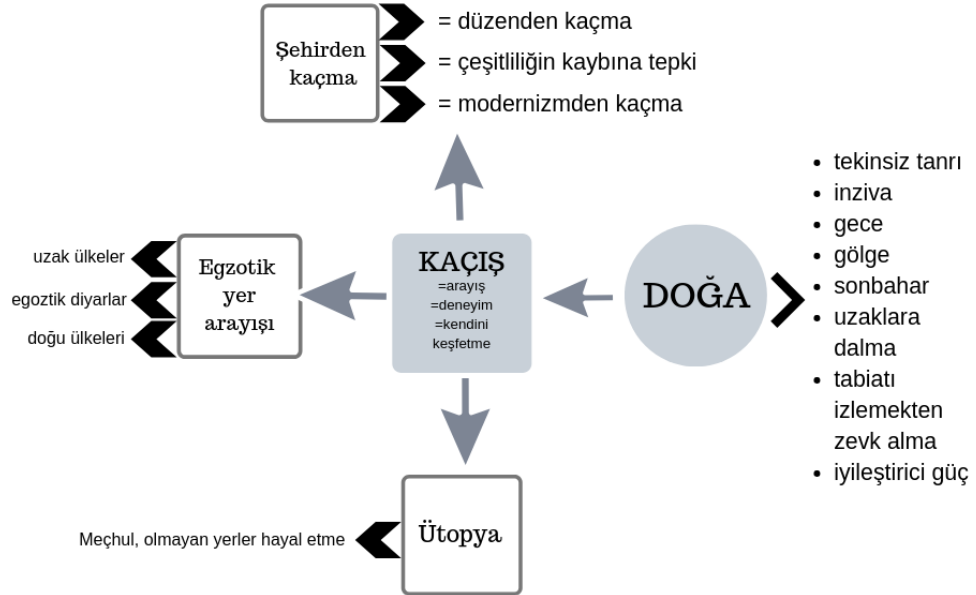 Şehirden
kaçma
= düzenden kaçma
= çeşitliliğin kaybına tepki
= modernizmden kaçma
uzak ülkeler
egoztik diyarlar
doğu ülkeleri
Egzotik
yer
arayışı
KAÇIŞ
=arayış
=deneyim
=kendini
keşfetme
DOĞA
• tekinsiz tanrı
• inziva
• gece
• gölge
• sonbahar
• uzaklara
dalma
• tabiatı
izlemekten
zevk alma
• iyileştirici güç
Meçhul, olmayan yerler hayal etme
Ütopya